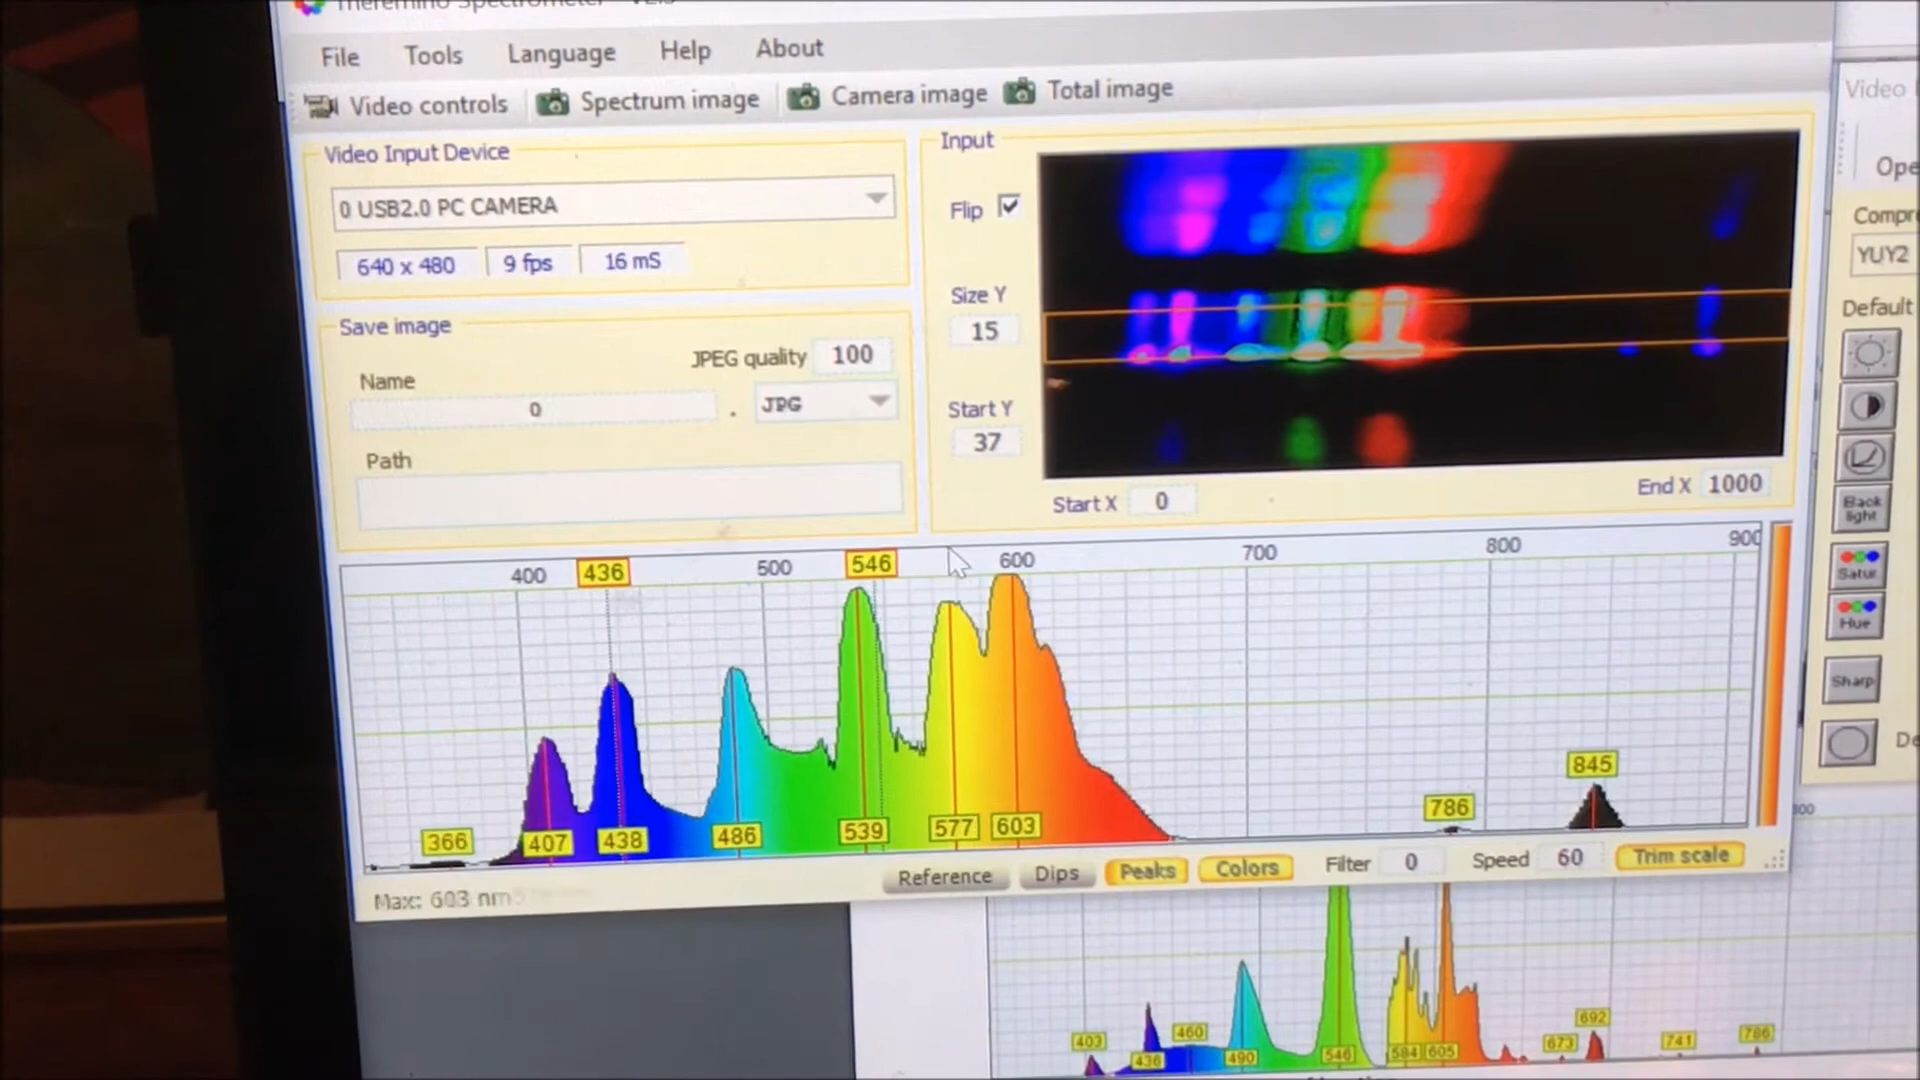 Theremino Spectrometer
File Tools Language Help About
Video controls Spectrum image Camera image Total image
Video Input Device
0 USB2.0 PC CAMERA
640 x 480 9 fps 16 mS
Save image
JPEG quality 100
Name
0 . JPG
Path
Input
Flip
Size Y
15
Start Y
37
Start X 0
End X 1000
400 436 500 546 600 700 800 900
366 407 438 486 539 577 603 786 845
Max: 603 nm
Reference Dips Peaks Colors Filter 0 Speed 60 Trim scale
Video
YUY2
Default
Back
light
Satur
Hue
Sharp
403 436 460 490 546 584 605 673 692 741 786